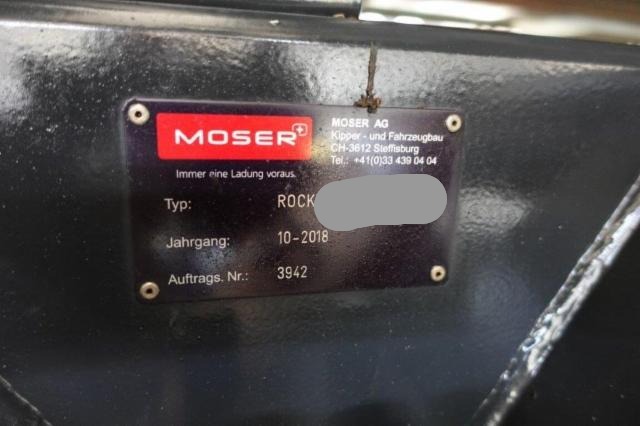 MOSER
MOSER AG
Kipper - und Fahrzeugbau
CH-3612 Steffisburg
Tel.: +41(0)33 439 04 04
Immer eine Ladung voraus.
Typ: ROCK
Jahrgang: 10-2018
Auftrags. Nr.: 3942